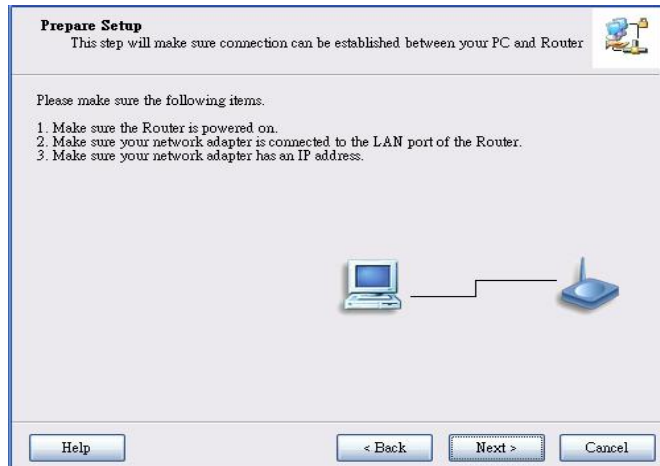 Prepare Setup
This step will make sure connection can be established between your PC and Router
Please make sure the following items.
1. Make sure the Router is powered on.
2. Make sure your network adapter is connected to the LAN port of the Router.
3. Make sure your network adapter has an IP address.
Help
< Back
Next >
Cancel